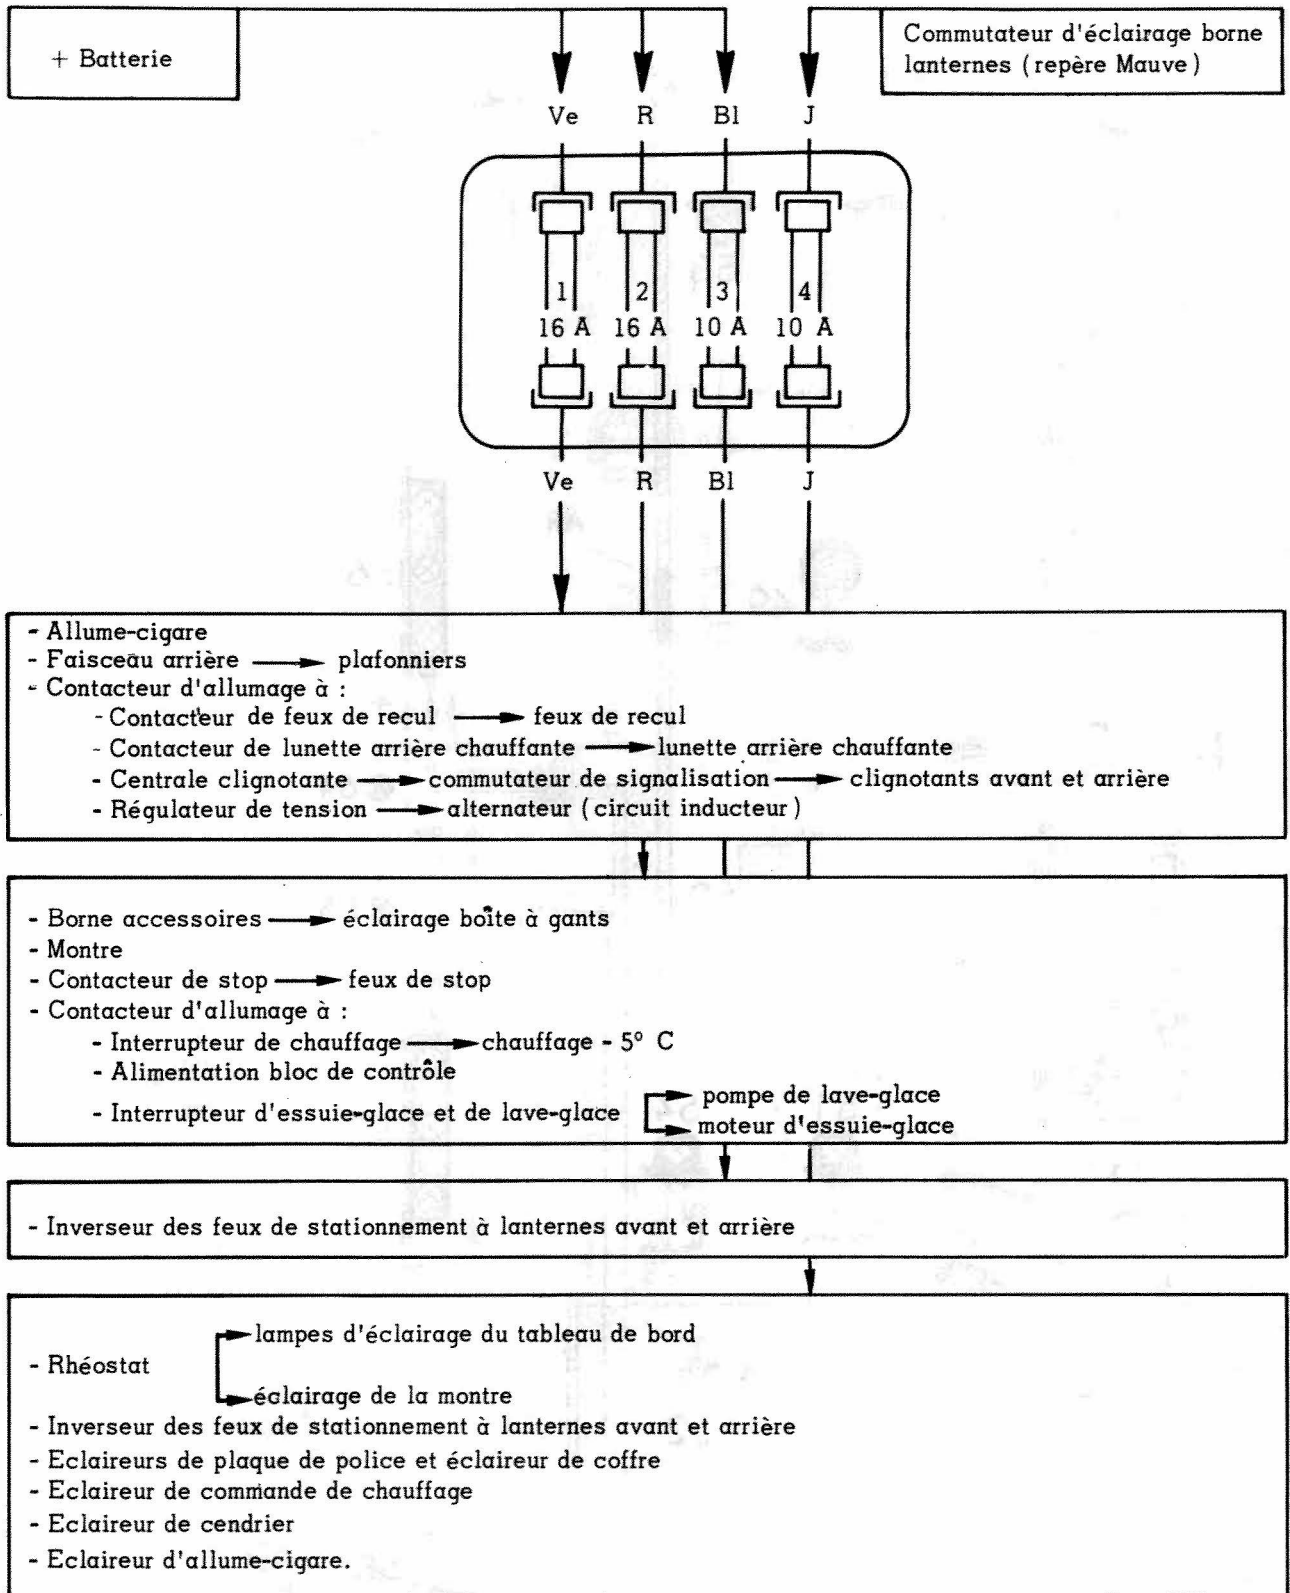 + Batterie
Commutateur d'éclairage borne
lanternes (repère Mauve)
Ve R Bl J
1 2 3 4
16 A 16 A 10 A 10 A
Ve R Bl J
- Allume-cigare
- Faisceau arrière → plafonniers
- Contacteur d'allumage à :
- Contacteur de feux de recul → feux de recul
- Contacteur de lunette arrière chauffante → lunette arrière chauffante
- Centrale clignotante → commutateur de signalisation → clignotants avant et arrière
- Régulateur de tension → alternateur (circuit inducteur)
- Borne accessoires → éclairage boîte à gants
- Montre
- Contacteur de stop → feux de stop
- Contacteur d'allumage à :
- Interrupteur de chauffage → chauffage - 5° C
- Alimentation bloc de contrôle
- Interrupteur d'essuie-glace et de lave-glace
pompe de lave-glace
moteur d'essuie-glace
- Inverseur des feux de stationnement à lanternes avant et arrière
lampes d'éclairage du tableau de bord
- Rhéostat
éclairage de la montre
- Inverseur des feux de stationnement à lanternes avant et arrière
- Eclaireurs de plaque de police et éclaireur de coffre
- Eclaireur de commande de chauffage
- Eclaireur de cendrier
- Eclaireur d'allume-cigare.